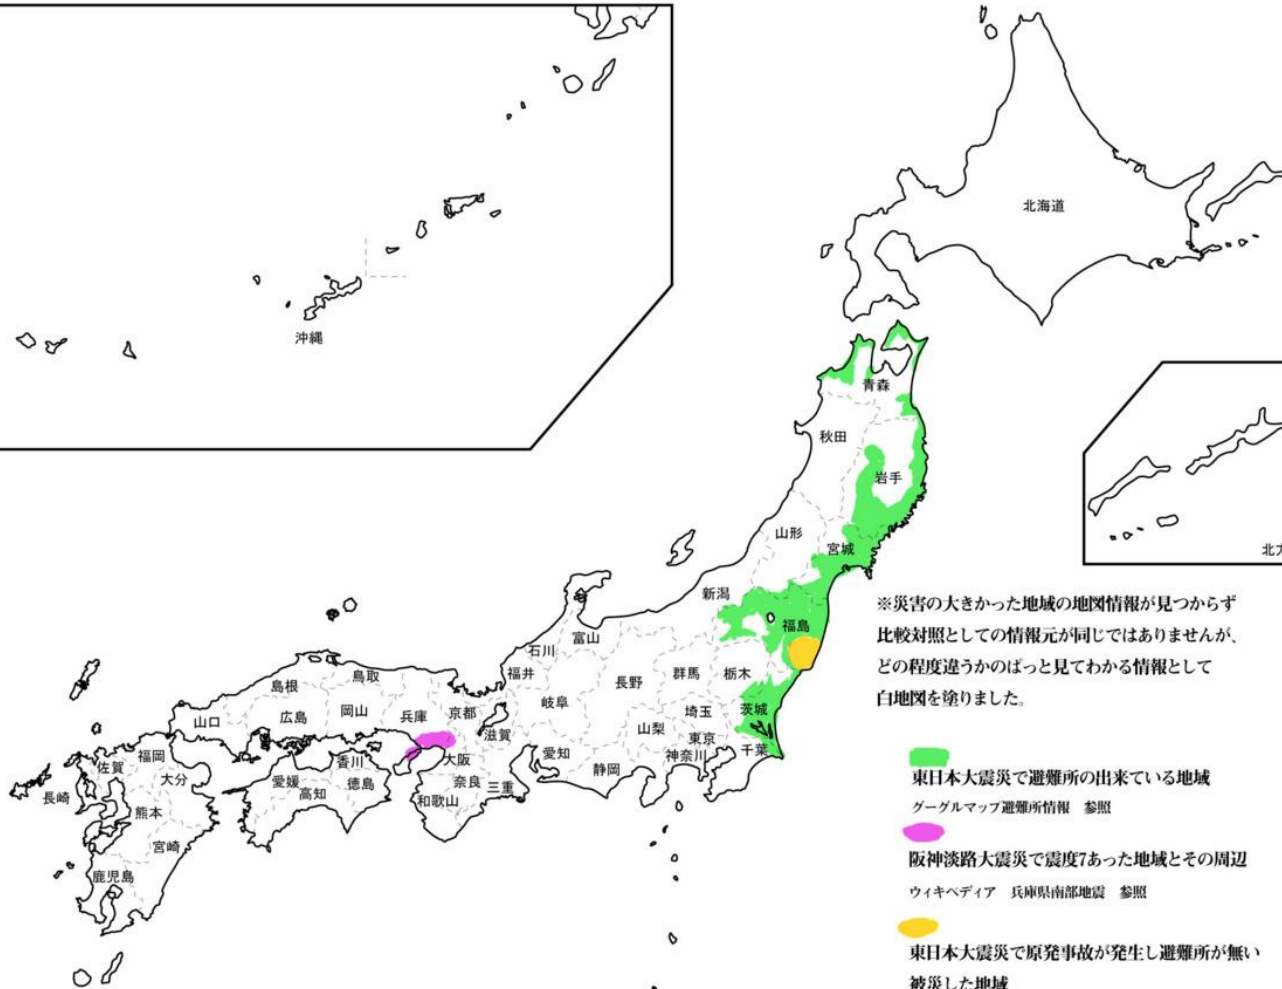 北海道
沖縄
青森
秋田
岩手
山形
宮城
新潟
福島
富山
石川
福井
群馬
栃木
長野
岐阜
茨城
埼玉
山梨
東京
千葉
神奈川
鳥取
島根
岡山
兵庫
京都
広島
山口
滋賀
愛知
静岡
大阪
奈良
三重
和歌山
香川
徳島
愛媛
高知
福岡
佐賀
大分
長崎
熊本
宮崎
鹿児島
北方
※災害の大きかった地域の地図情報が見つからず
比較対照としての情報元が同じではありませんが、
どの程度違うかのぱっと見てわかる情報として
白地図を塗りました。
東日本大震災で避難所の出来ている地域
グーグルマップ避難所情報　参照
阪神淡路大震災で震度7あった地域とその周辺
ウィキペディア　兵庫県南部地震　参照
東日本大震災で原発事故が発生し避難所が無い
被災した地域